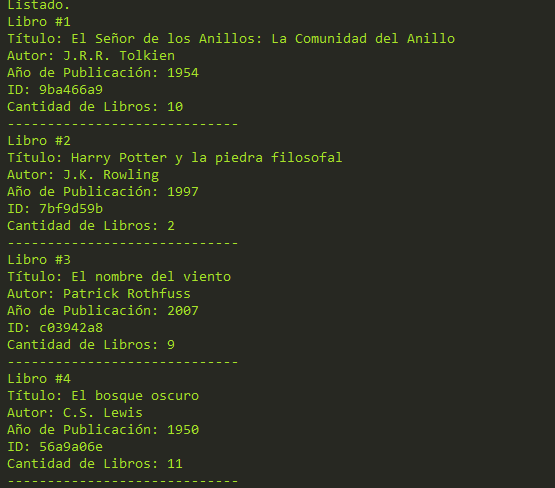 Listado.
Libro #1
Título: El Señor de los Anillos: La Comunidad del Anillo
Autor: J.R.R. Tolkien
Año de Publicación: 1954
ID: 9ba466a9
Cantidad de Libros: 10
-----------------------------
Libro #2
Título: Harry Potter y la piedra filosofal
Autor: J.K. Rowling
Año de Publicación: 1997
ID: 7bf9d59b
Cantidad de Libros: 2
-----------------------------
Libro #3
Título: El nombre del viento
Autor: Patrick Rothfuss
Año de Publicación: 2007
ID: c03942a8
Cantidad de Libros: 9
-----------------------------
Libro #4
Título: El bosque oscuro
Autor: C.S. Lewis
Año de Publicación: 1950
ID: 56a9a06e
Cantidad de Libros: 11
-----------------------------